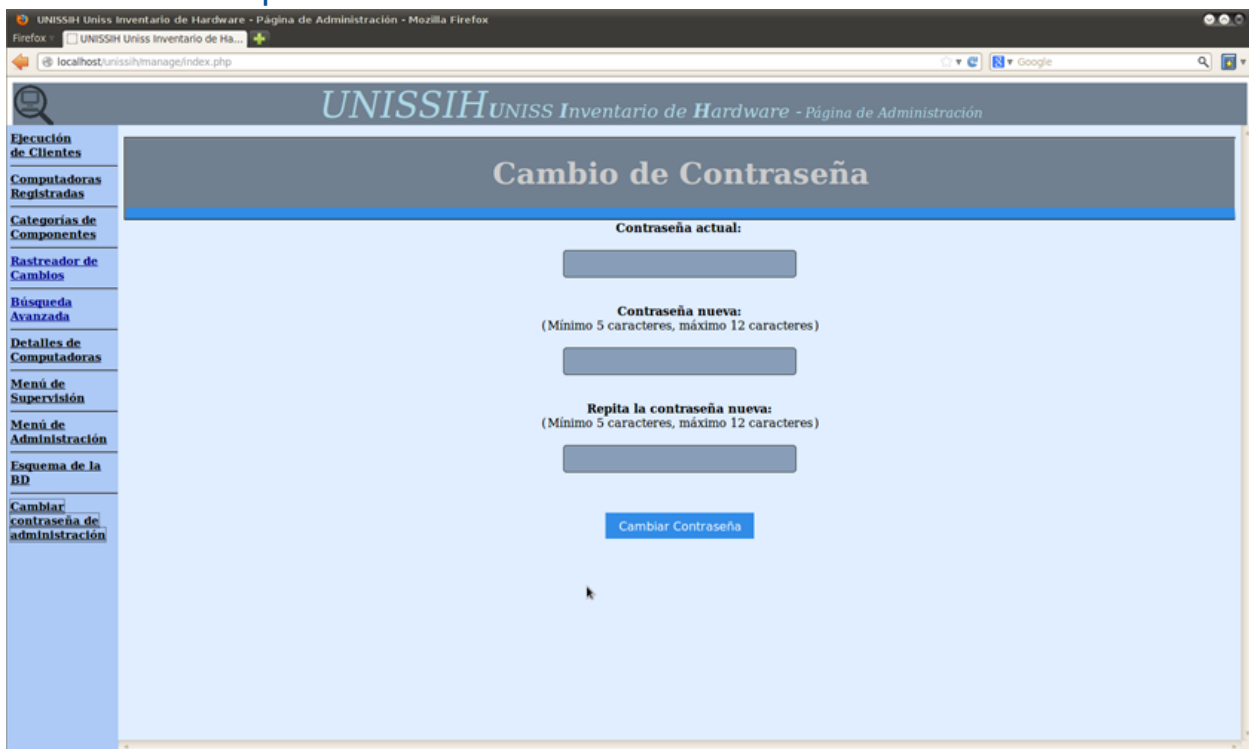 UNISSIH Uniss Inventario de Hardware - Página de Administración - Mozilla Firefox
Firefox
UNISSIH Uniss Inventario de Ha...
localhost/unissih/manage/index.php
Google
UNISSIH UNISS Inventario de Hardware - Página de Administración
Ejecución
de Clientes
Computadoras
Registradas
Categorías de
Componentes
Rastreador de
Cambios
Búsqueda
Avanzada
Detalles de
Computadoras
Menú de
Supervisión
Menú de
Administración
Esquema de la
BD
Cambiar
contraseña de
administración
Cambio de Contraseña
Contraseña actual:
Contraseña nueva:
(Mínimo 5 caracteres, máximo 12 caracteres)
Repita la contraseña nueva:
(Mínimo 5 caracteres, máximo 12 caracteres)
Cambiar Contraseña